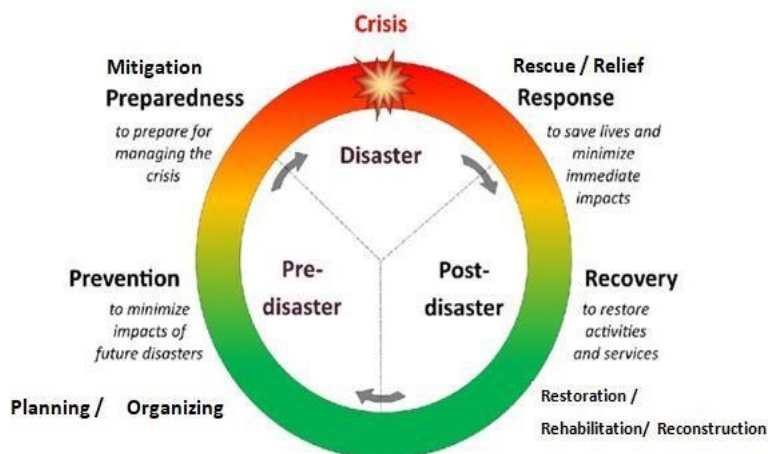 Crisis
Mitigation
Preparedness
to prepare for
managing the
crisis
Rescue / Relief
Response
to save lives and
minimize
immediate
impacts
Disaster
Pre-
disaster
Post-
disaster
Prevention
to minimize
impacts of
future disasters
Recovery
to restore
activities
and services
Planning / Organizing
Restoration /
Rehabilitation/ Reconstruction